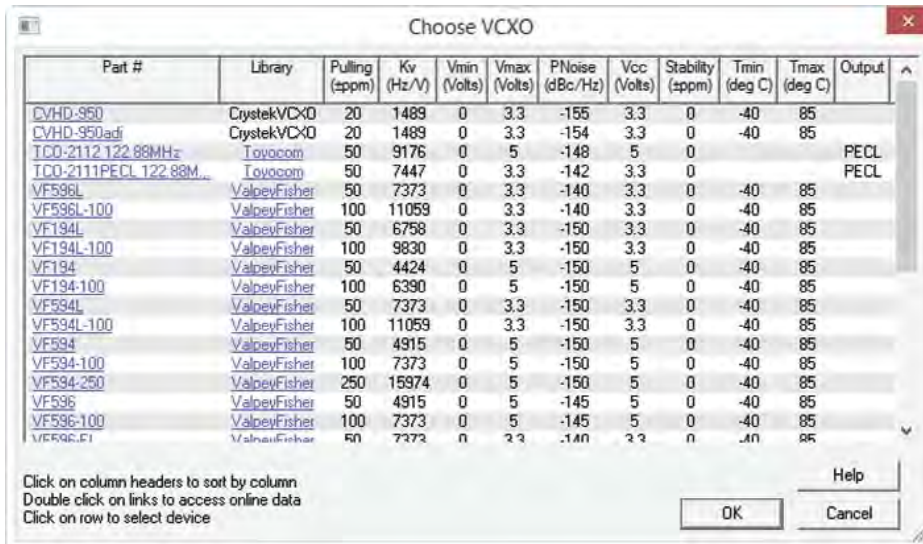 Choose VCXO
Part # Library Pulling (±ppm) Kv (Hz/V) Vmin (Volts) Vmax (Volts) PNoise (dBc/Hz) Vcc (Volts) Stability (±ppm) Tmin (deg C) Tmax (deg C) Output
CVHD-950 CrystekVCXO 20 1489 0 3.3 -155 3.3 0 -40 85
CVHD-950adi CrystekVCXO 20 1489 0 3.3 -154 3.3 0 -40 85
TCO-2112 122.88MHz Toyocom 50 9176 0 5 -148 5 0 PECL
TCO-2111PECL 122.88M... Toyocom 50 7447 0 3.3 -142 3.3 0 PECL
VF596L ValpeyFisher 50 7373 0 3.3 -140 3.3 0 -40 85
VF596L-100 ValpeyFisher 100 11059 0 3.3 -140 3.3 0 -40 85
VF194L ValpeyFisher 50 6758 0 3.3 -150 3.3 0 -40 85
VF194L-100 ValpeyFisher 100 9830 0 3.3 -150 3.3 0 -40 85
VF194 ValpeyFisher 50 4424 0 5 -150 5 0 -40 85
VF194-100 ValpeyFisher 100 6390 0 5 -150 5 0 -40 85
VF594L ValpeyFisher 50 7373 0 3.3 -150 3.3 0 -40 85
VF594L-100 ValpeyFisher 100 11059 0 3.3 -150 3.3 0 -40 85
VF594 ValpeyFisher 50 4915 0 5 -150 5 0 -40 85
VF594-100 ValpeyFisher 100 7373 0 5 -150 5 0 -40 85
VF594-250 ValpeyFisher 250 15974 0 5 -150 5 0 -40 85
VF596 ValpeyFisher 50 4915 0 5 -145 5 0 -40 85
VF596-100 ValpeyFisher 100 7373 0 5 -145 5 0 -40 85
ValpeyFisher 50 7373 0 3.3 -140 3.3 0 -40 85
Click on column headers to sort by column
Double click on links to access online data
Click on row to select device
Help
OK
Cancel